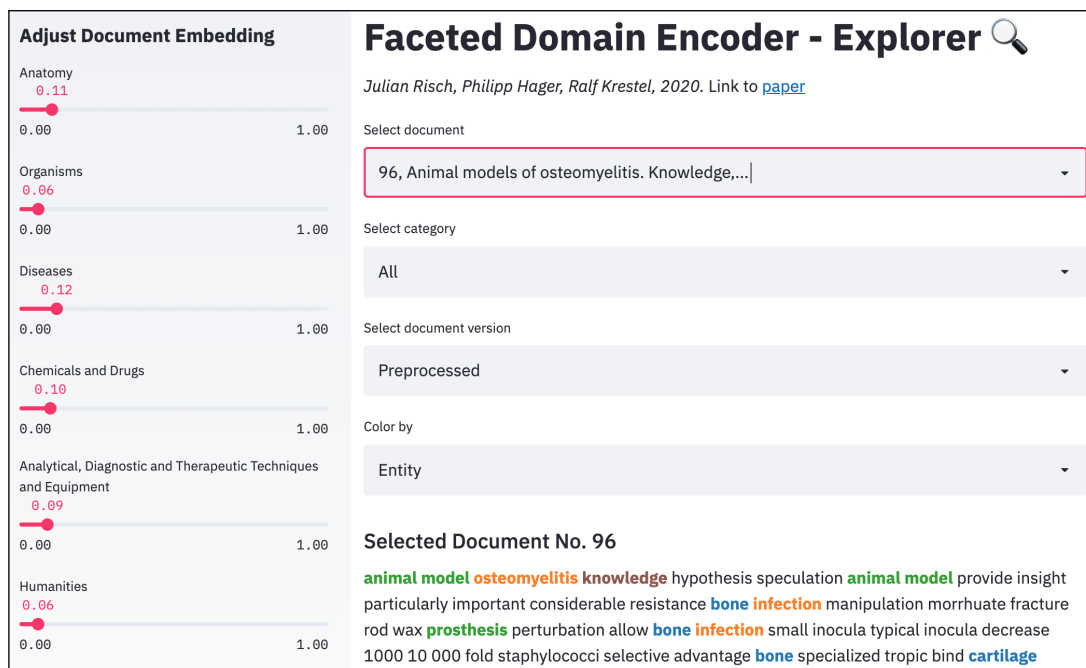 Adjust Document Embedding
Anatomy
0.11
0.00 1.00
Organisms
0.06
0.00 1.00
Diseases
0.12
0.00 1.00
Chemicals and Drugs
0.10
0.00 1.00
Analytical, Diagnostic and Therapeutic Techniques
and Equipment
0.09
0.00 1.00
Humanities
0.06
0.00 1.00
Faceted Domain Encoder - Explorer
Julian Risch, Philipp Hager, Ralf Krestel, 2020. Link to paper
Select document
96, Animal models of osteomyelitis. Knowledge,...
Select category
All
Select document version
Preprocessed
Color by
Entity
Selected Document No. 96
animal model osteomyelitis knowledge hypothesis speculation animal model provide insight
particularly important considerable resistance bone infection manipulation morrhuate fracture
rod wax prosthesis perturbation allow bone infection small inocula typical inocula decrease
1000 10 000 fold staphylococci selective advantage bone specialized tropic bind cartilage